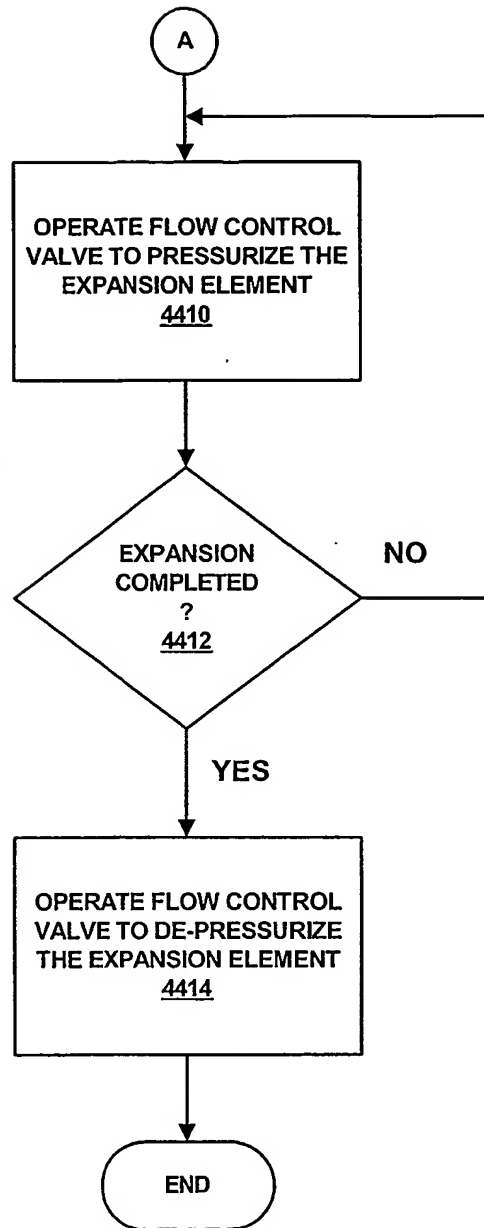 A
OPERATE FLOW CONTROL
VALVE TO PRESSURIZE THE
EXPANSION ELEMENT
4410
EXPANSION
COMPLETED
?
4412
NO
YES
OPERATE FLOW CONTROL
VALVE TO DE-PRESSURIZE
THE EXPANSION ELEMENT
4414
END